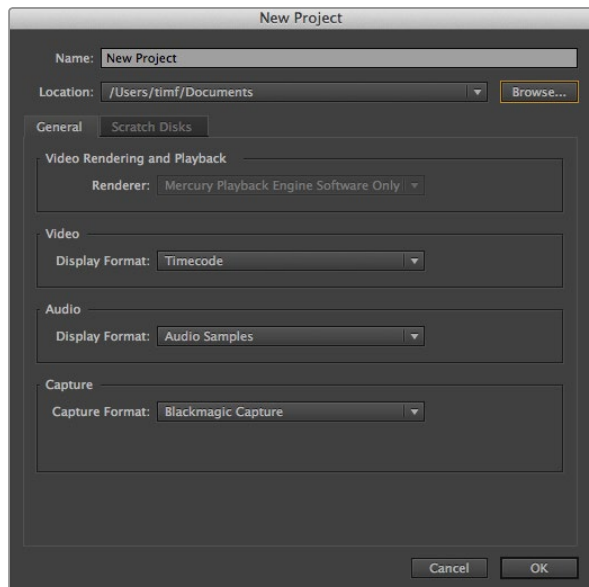 New Project
Name: New Project
Location: /Users/timf/Documents Browse...
General Scratch Disks
Video Rendering and Playback
Renderer: Mercury Playback Engine Software Only
Video
Display Format: Timecode
Audio
Display Format: Audio Samples
Capture
Capture Format: Blackmagic Capture
Cancel OK